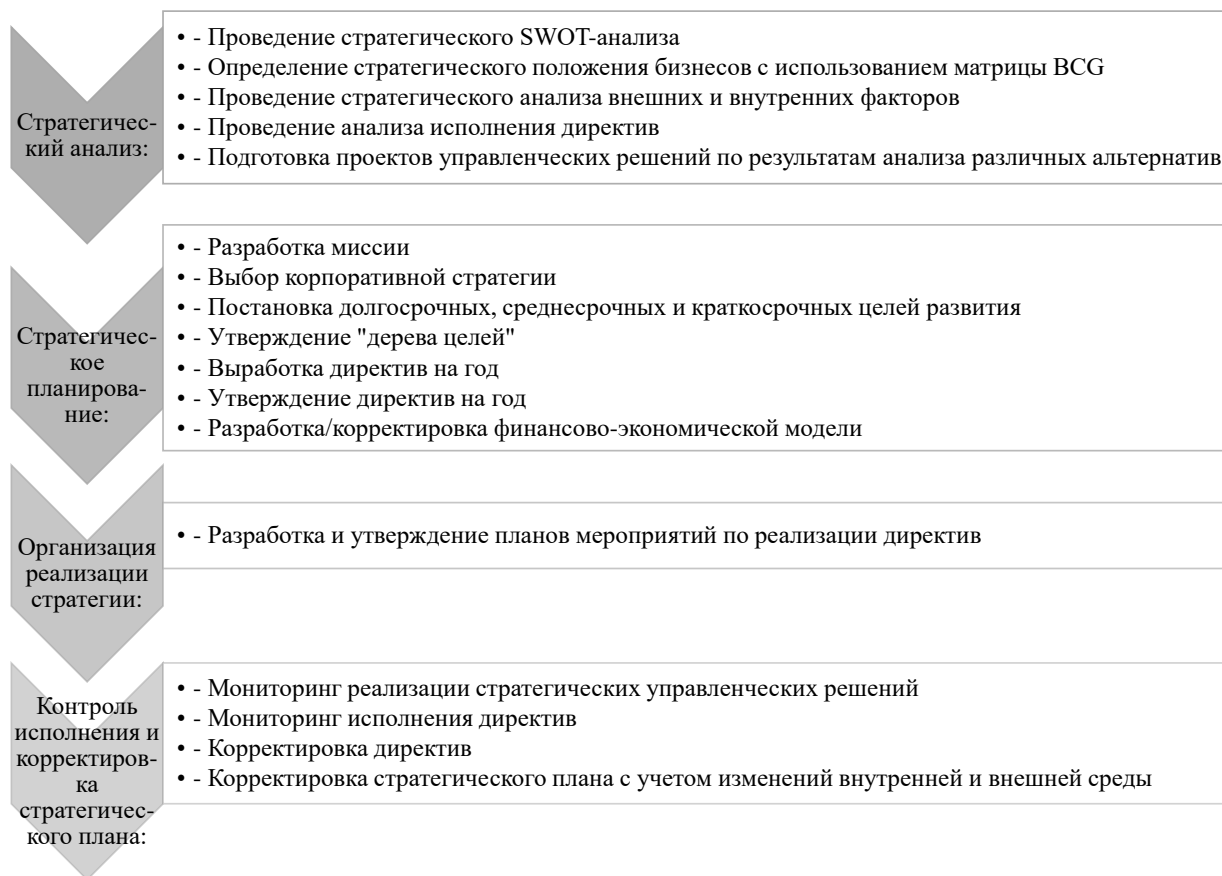 Стратегичес-
кий анализ:
• - Проведение стратегического SWOT-анализа
• - Определение стратегического положения бизнесов с использованием матрицы BCG
• - Проведение стратегического анализа внешних и внутренних факторов
• - Проведение анализа исполнения директив
• - Подготовка проектов управленческих решений по результатам анализа различных альтернатив
Стратегичес-
кое
планирова-
ние:
• - Разработка миссии
• - Выбор корпоративной стратегии
• - Постановка долгосрочных, среднесрочных и краткосрочных целей развития
• - Утверждение "дерева целей"
• - Выработка директив на год
• - Утверждение директив на год
• - Разработка/корректировка финансово-экономической модели
Организация
реализации
стратегии:
• - Разработка и утверждение планов мероприятий по реализации директив
Контроль
исполнения и
корректиров-
ка
стратегичес-
кого плана:
• - Мониторинг реализации стратегических управленческих решений
• - Мониторинг исполнения директив
• - Корректировка директив
• - Корректировка стратегического плана с учетом изменений внутренней и внешней среды